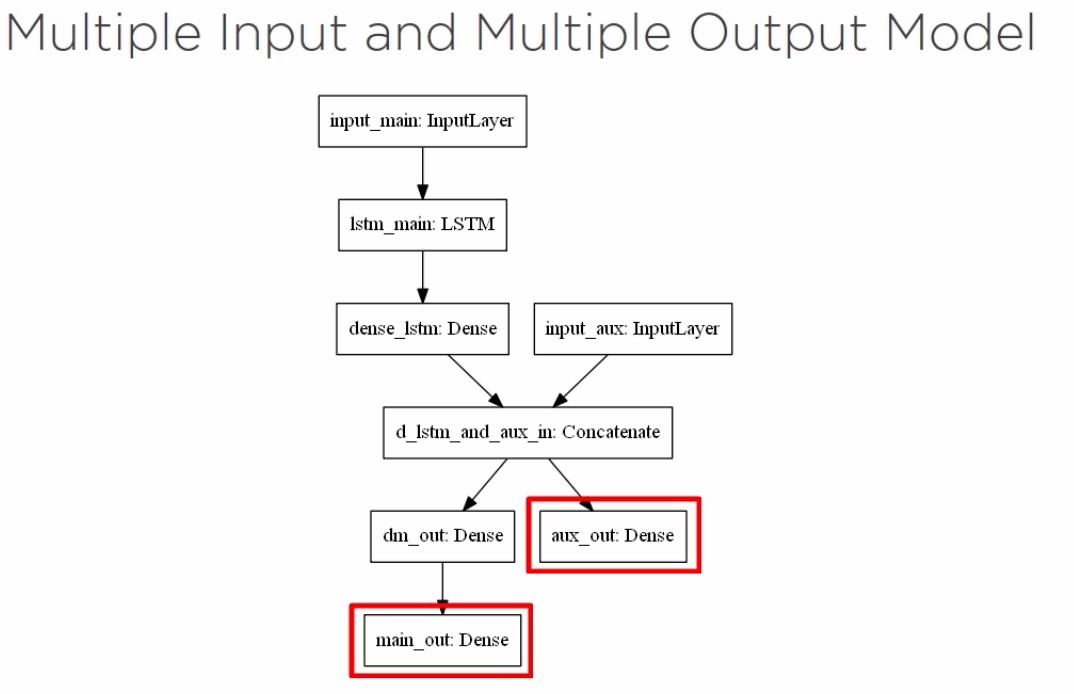 Multiple Input and Multiple Output Model
input_main: InputLayer
lstm_main: LSTM
dense_lstm: Dense
input_aux: InputLayer
d_lstm_and_aux_in: Concatenate
dm_out: Dense
aux_out: Dense
main_out: Dense